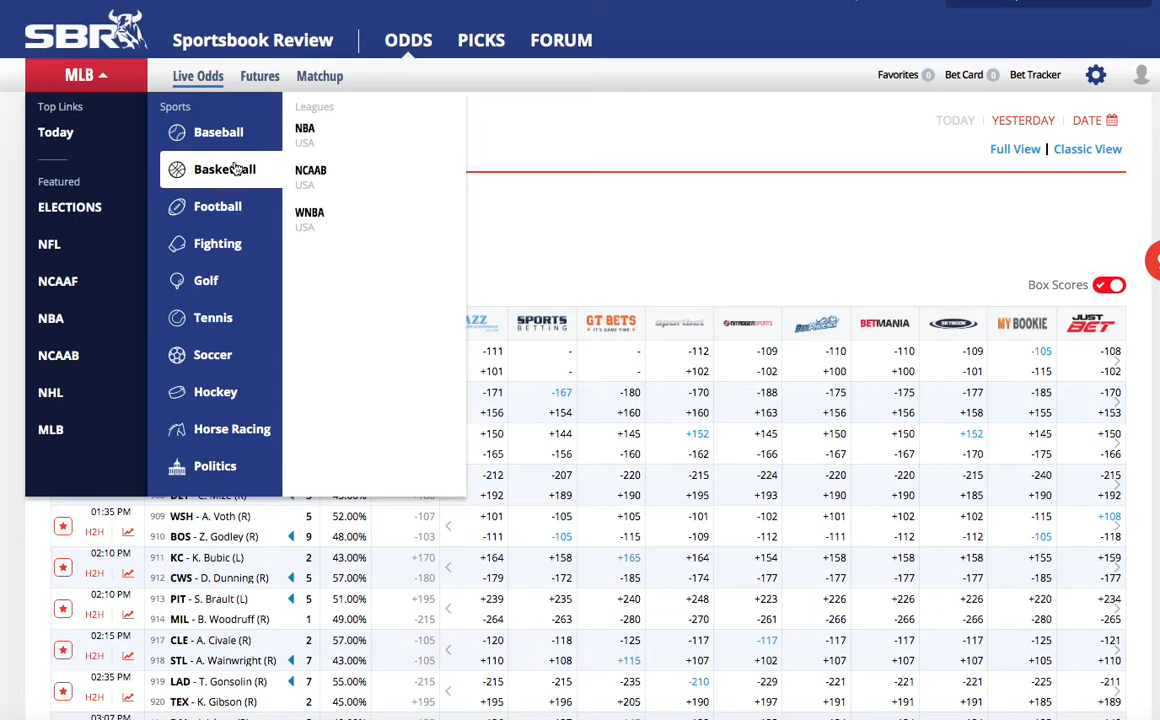 SBR Sportsbook Review ODDS PICKS FORUM
MLB Live Odds Futures Matchup Favorites 0 Bet Card 0 Bet Tracker
Top Links Sports Leagues
Today
Featured
ELECTIONS
NFL
NCAAF
NBA
NCAAB
NHL
MLB
Baseball
Basketball
Football
Fighting
Golf
Tennis
Soccer
Hockey
Horse Racing
Politics
NBA
USA
NCAAB
USA
WNBA
USA
TODAY YESTERDAY DATE
Full View | Classic View
Box Scores
SPORTS BETTING GT BETS IT'S GAME TIME sportbet NITROGENSPORTS BETMANIA SKYBOOK MYBOOKIE JUST BET
-111 - - -112 -109 -110 -110 -109 -105 -108
+101 - - +102 -102 +100 +100 -101 -115 -102
-171 -167 -180 -170 -188 -175 -175 -177 -185 -170
+156 +154 +160 +160 +163 +156 +156 +158 +155 +153
+150 +144 +145 +152 +145 +150 +150 +152 +145 +150
-165 -156 -160 -162 -166 -167 -167 -170 -175 -166
-212 -207 -220 -215 -224 -220 -220 -215 -240 -215
+192 +189 +190 +195 +193 +190 +190 +185 +190 +192
01:35 PM 909 WSH - A. Voth (R) 5 52.00% -107 +101 -105 +105 -101 -102 +101 +102 +102 -115 +108
H2H 910 BOS - Z. Godley (R) 9 48.00% -103 -111 -105 -115 -109 -112 -111 -112 -112 -105 -118
02:10 PM 911 KC - K. Bubic (L) 2 43.00% +170 +164 +158 +165 +164 +154 +158 +158 +156 +155 +159
H2H 912 CWS - D. Dunning (R) 5 57.00% -180 -179 -172 -185 -174 -177 -177 -177 -177 -185 -177
02:10 PM 913 PIT - S. Brault (L) 5 51.00% +195 +239 +235 +240 +248 +223 +226 +226 +226 +220 +234
H2H 914 MIL - B. Woodruff (R) 1 49.00% -215 -264 -263 -280 -270 -261 -266 -266 -266 -280 -265
02:15 PM 917 CLE - A. Civale (R) 2 57.00% -105 -120 -118 -125 -117 -117 -117 -117 -117 -125 -121
H2H 918 STL - A. Wainwright (R) 7 43.00% -105 +110 +108 +115 +107 +102 +107 +107 +107 +105 +110
02:35 PM 919 LAD - T. Gonsolin (R) 7 55.00% -215 -215 -215 -235 -210 -229 -221 -221 -221 -225 -211
H2H 920 TEX - K. Gibson (R) 2 45.00% +195 +195 +196 +205 +190 +197 +191 +191 +191 +185 +189